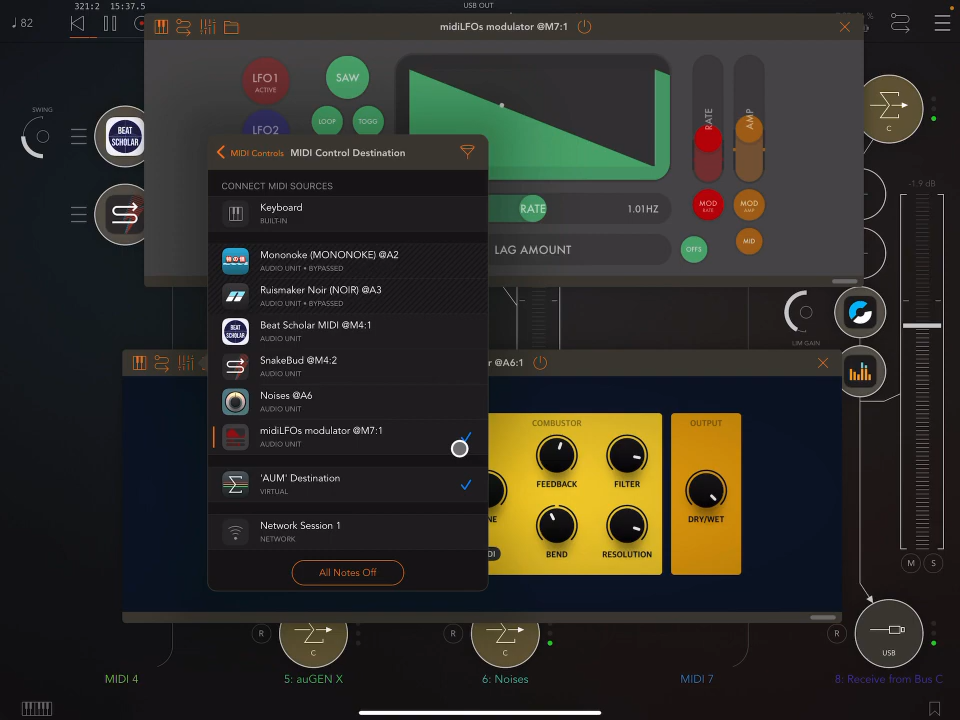 USB OUT
♩ 82
321:2 15:37.5
midiLFOs modulator @M7:1
SWING
BEAT SCHOLAR
LFO1
ACTIVE
SAW
LFO2
LOOP
TOGG
RATE
AMP
C
-1.9 dB
MIDI Controls
MIDI Control Destination
CONNECT MIDI SOURCES
Keyboard
BUILT-IN
RATE
1.01HZ
MOD
RATE
MOD
AMP
LAG AMOUNT
OFFS
MID
Mononoke (MONONOKE) @A2
AUDIO UNIT • BYPASSED
Ruismaker Noir (NOIR) @A3
AUDIO UNIT • BYPASSED
BEAT SCHOLAR
Beat Scholar MIDI @M4:1
AUDIO UNIT
LIM GAIN
SnakeBud @M4:2
AUDIO UNIT
r @A6:1
Noises @A6
AUDIO UNIT
midiLFOs modulator @M7:1
AUDIO UNIT
COMBUSTOR
OUTPUT
FEEDBACK
FILTER
'AUM' Destination
VIRTUAL
NE
DRY/WET
Network Session 1
NETWORK
DI
BEND
RESOLUTION
All Notes Off
M
S
R
C
R
C
R
USB
MIDI 4
5: auGEN X
6: Noises
MIDI 7
8: Receive from Bus C